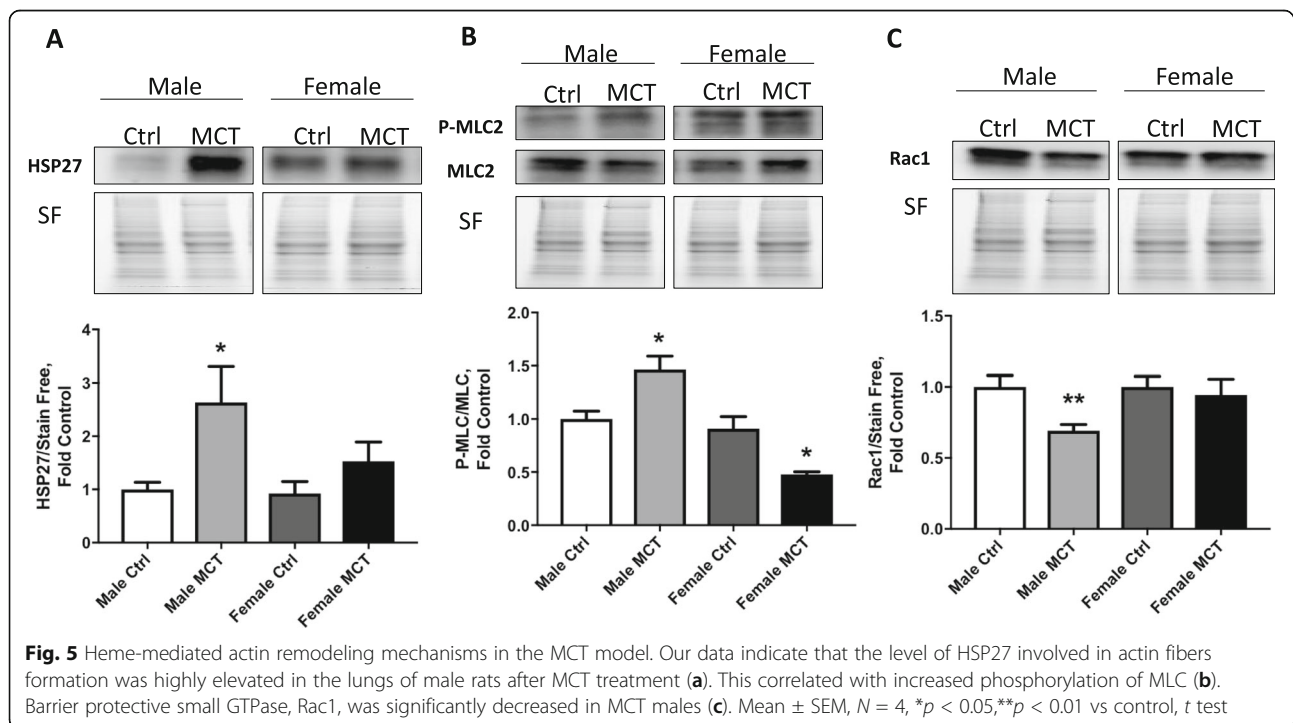 A
Male Female
Ctrl MCT Ctrl MCT
HSP27
SF
HSP27/Stain Free,
Fold Control
4
3
2
1
0
*
Male Ctrl
Male MCT
Female Ctrl
Female MCT
B
Male Female
Ctrl MCT Ctrl MCT
P-MLC2
MLC2
SF
P-MLC/MLC,
Fold Control
2.0
1.5
1.0
0.5
0.0
*
*
Male Ctrl
Male MCT
Female Ctrl
Female MCT
C
Male Female
Ctrl MCT Ctrl MCT
Rac1
SF
Rac1/Stain Free,
Fold Control
1.5
1.0
0.5
0.0
**
Male Ctrl
Male MCT
Female Ctrl
Female MCT
Fig. 5 Heme-mediated actin remodeling mechanisms in the MCT model. Our data indicate that the level of HSP27 involved in actin fibers
formation was highly elevated in the lungs of male rats after MCT treatment (a). This correlated with increased phosphorylation of MLC (b).
Barrier protective small GTPase, Rac1, was significantly decreased in MCT males (c). Mean ± SEM, N = 4, *p < 0.05,**p < 0.01 vs control, t test